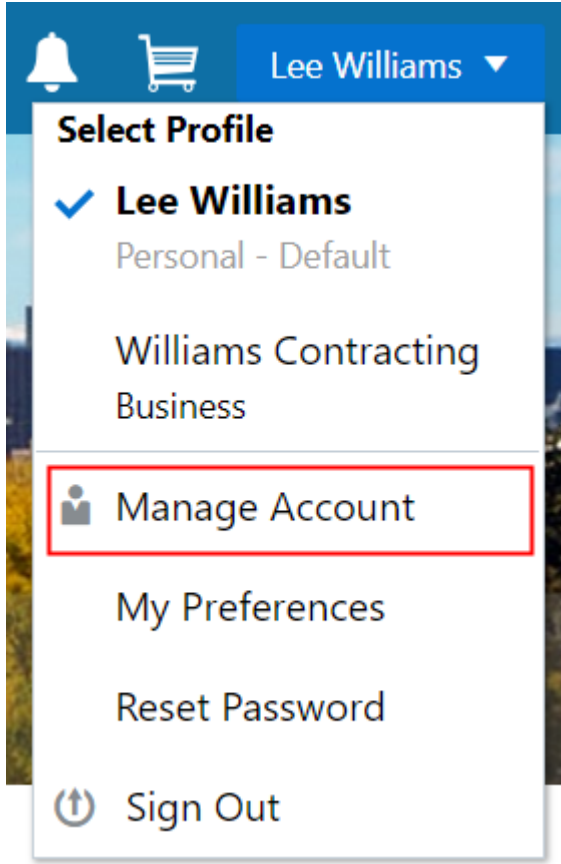 Lee Williams
Select Profile
Lee Williams
Personal - Default
Williams Contracting
Business
Manage Account
My Preferences
Reset Password
Sign Out